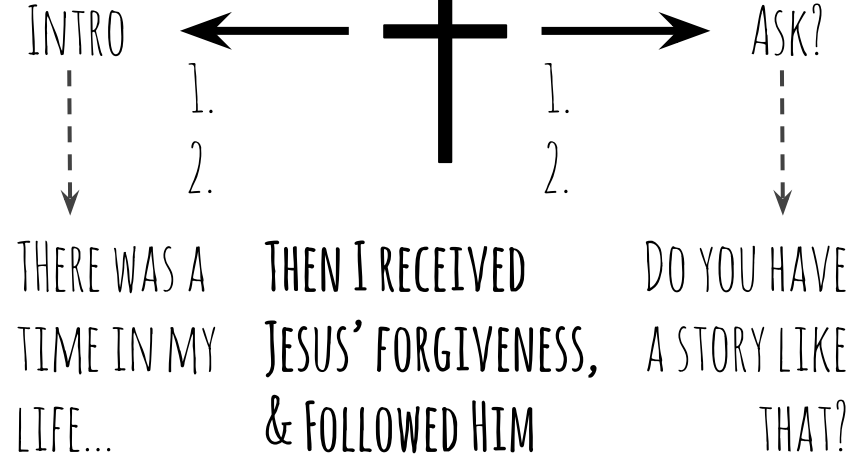 INTRO
ASK?
1.
2.
1.
2.
THERE WAS A
TIME IN MY
LIFE...
THEN I RECEIVED
JESUS' FORGIVENESS,
& FOLLOWED HIM
DO YOU HAVE
A STORY LIKE
THAT?